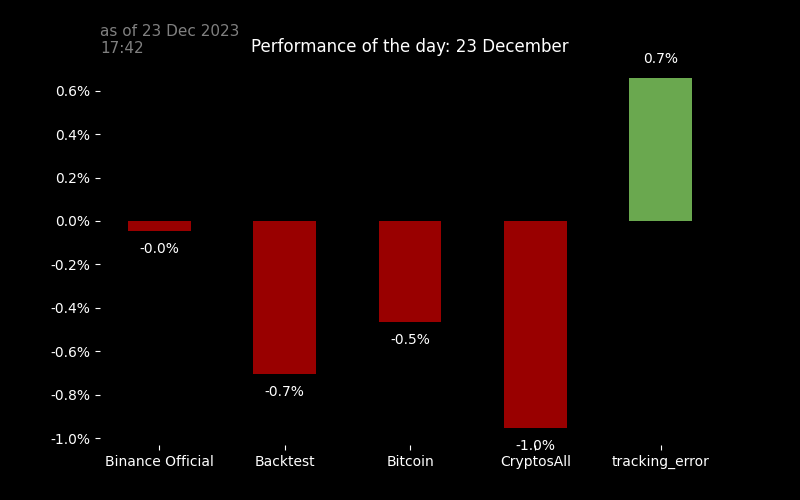 as of 23 Dec 2023
17:42
Performance of the day: 23 December
0.7%
0.6%
0.4%
0.2%
0.0%
-0.0%
-0.2%
-0.4%
-0.5%
-0.6%
-0.7%
-0.8%
-1.0%
-1.0%
Binance Official
Backtest
Bitcoin
CryptosAll
tracking_error